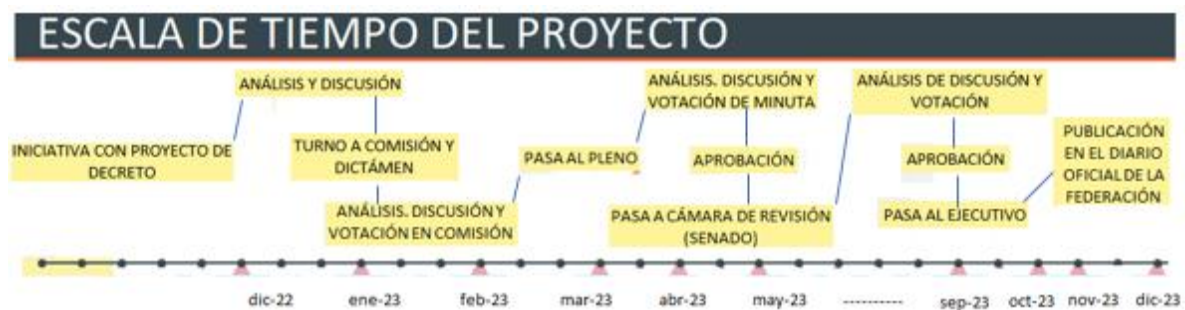 ESCALA DE TIEMPO DEL PROYECTO
INICIATIVA CON PROYECTO DE
DECRETO
ANÁLISIS Y DISCUSIÓN
TURNO A COMISIÓN Y
DICTÁMEN
ANÁLISIS. DISCUSIÓN Y
VOTACIÓN EN COMISIÓN
PASA AL PLENO
ANÁLISIS. DISCUSIÓN Y
VOTACIÓN DE MINUTA
APROBACIÓN
PASA A CÁMARA DE REVISIÓN
(SENADO)
ANÁLISIS DE DISCUSIÓN Y
VOTACIÓN
APROBACIÓN
PASA AL EJECUTIVO
PUBLICACIÓN
EN EL DIARIO
OFICIAL DE LA
FEDERACIÓN
dic-22 ene-23 feb-23 mar-23 abr-23 may-23 ---------- sep-23 oct-23 nov-23 dic-23